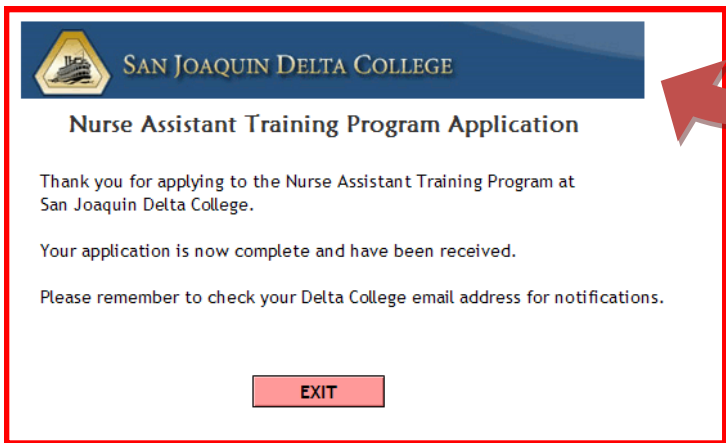 SAN JOAQUIN DELTA COLLEGE
Nurse Assistant Training Program Application
Thank you for applying to the Nurse Assistant Training Program at
San Joaquin Delta College.
Your application is now complete and have been received.
Please remember to check your Delta College email address for notifications.
EXIT